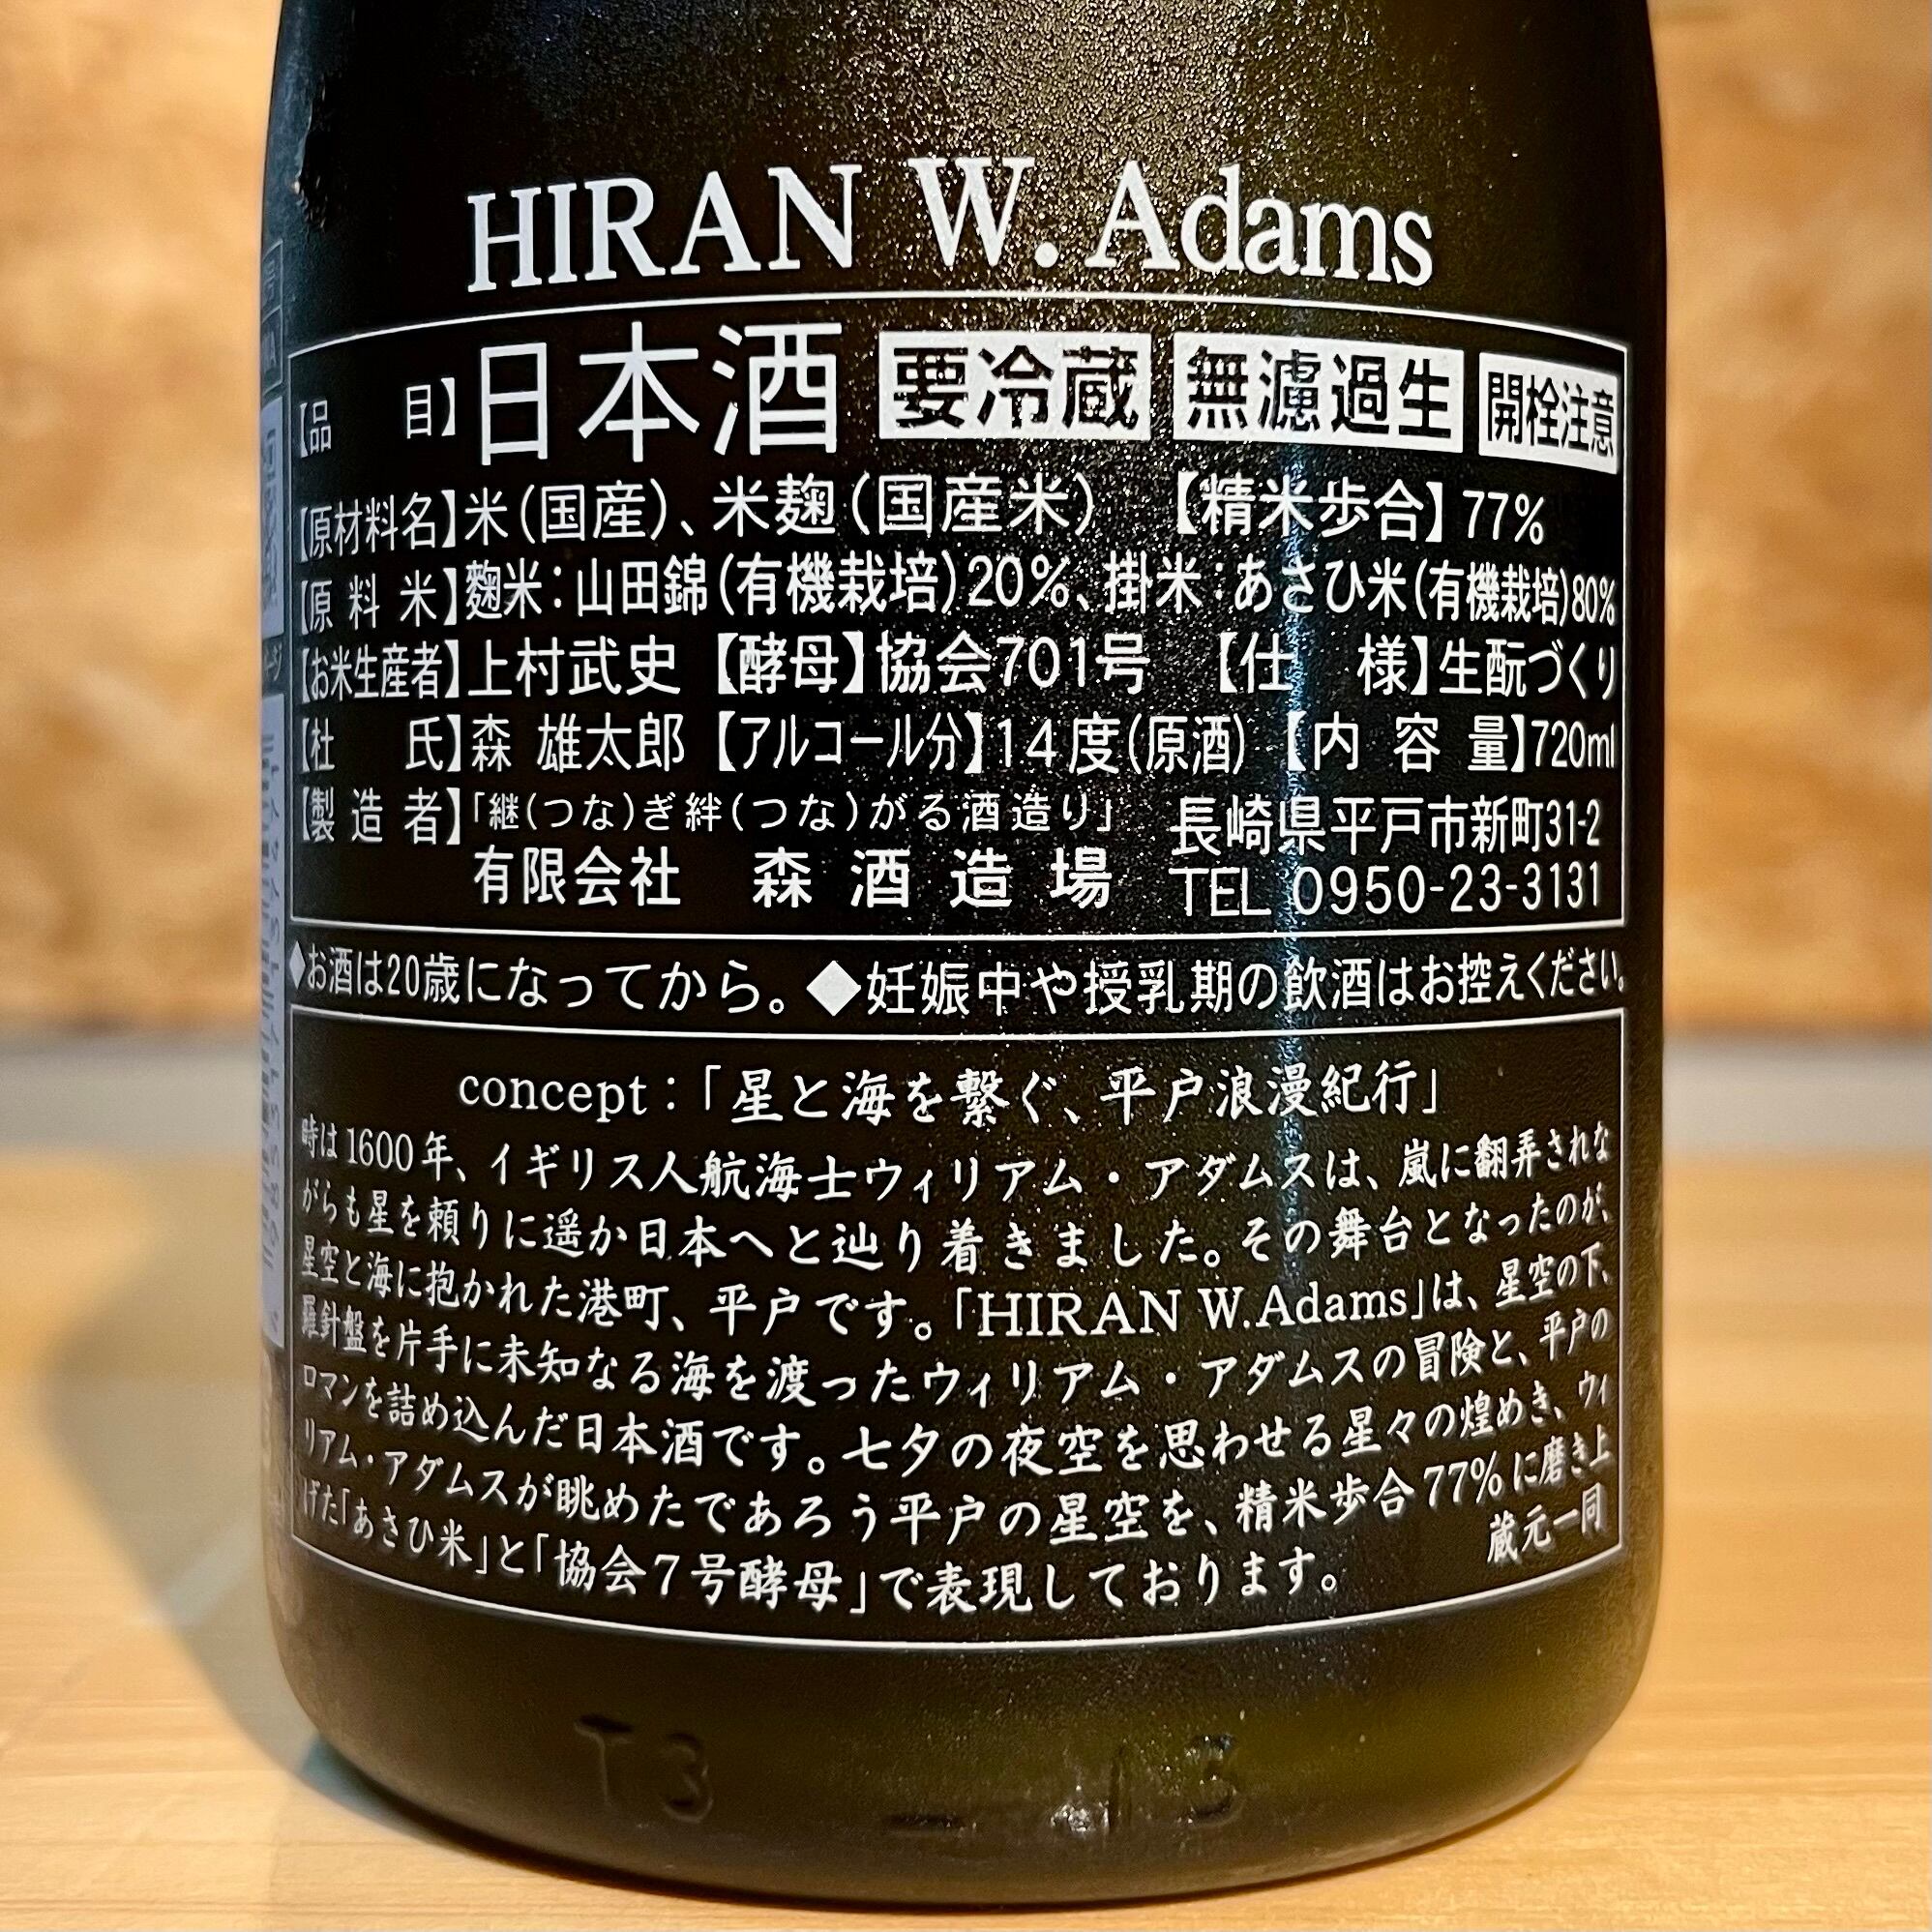 HIRAN W. Adams
【品 目】日本酒 要冷蔵 無濾過生 開栓注意
【原材料名】米(国産)、米麹(国産米) 【精米歩合】77%
【原料米】麴米:山田錦(有機栽培)20%、掛米:あさひ米(有機栽培)80%
【お米生産者】上村武史 【酵母】協会701号 【仕 様】生酛づくり
【杜 氏】森 雄太郎 【アルコール分】14度(原酒) 【内容量】720ml
【製造者】「継(つな)ぎ絆(つな)がる酒造り」 長崎県平戸市新町31-2
有限会社 森酒造場 TEL 0950-23-3131
◆お酒は20歳になってから。◆妊娠中や授乳期の飲酒はお控えください。
concept:「星と海を繋ぐ、平戸浪漫紀行」
時は1600年、イギリス人航海士ウィリアム・アダムスは、嵐に翻弄されな
がらも星を頼りに遥か日本へと辿り着きました。その舞台となったのが、
星空と海に抱かれた港町、平戸です。「HIRAN W.Adams」は、星空の下、
羅針盤を片手に未知なる海を渡ったウィリアム・アダムスの冒険と、平戸の
ロマンを詰め込んだ日本酒です。七夕の夜空を思わせる星々の煌めき、ウィ
リアム・アダムスが眺めたであろう平戸の星空を、精米歩合77%に磨き上
げた「あさひ米」と「協会7号酵母」で表現しております。
蔵元一同
T3 13